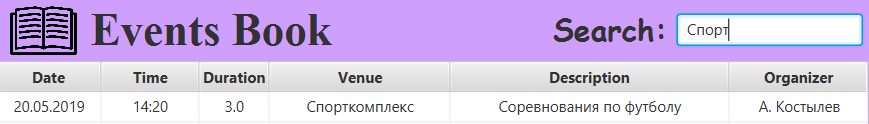 Events Book Search: Спорт
Date Time Duration Venue Description Organizer
20.05.2019 14:20 3.0 Спорткомплекс Соревнования по футболу А. Костылев